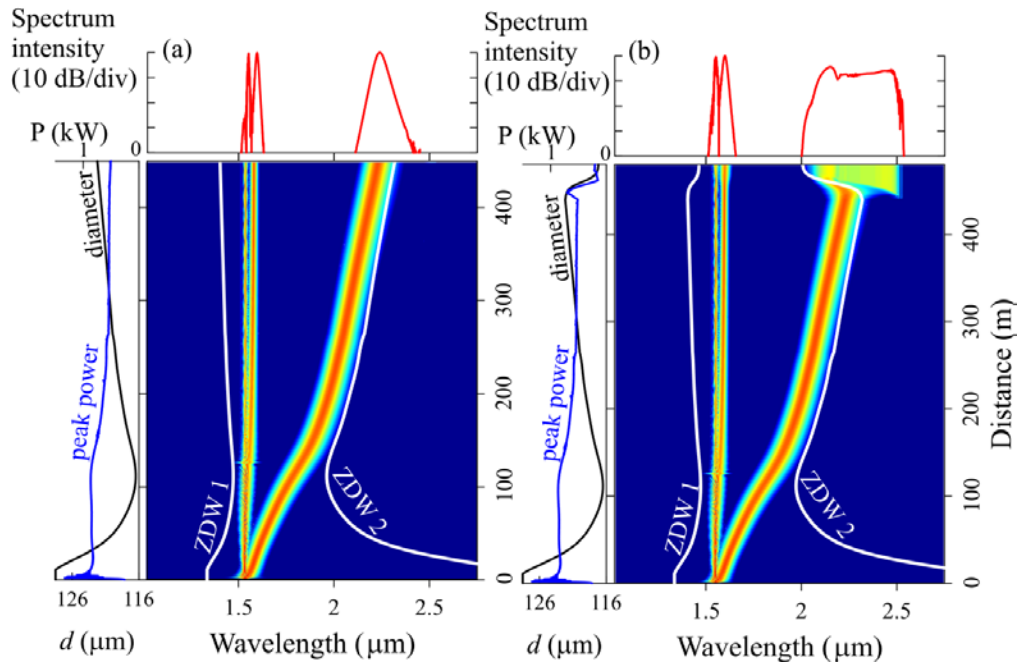 Spectrum
intensity
(10 dB/div)
(a)
P (kW)
1
0
diameter
peak power
ZDW 1
ZDW 2
0
100
200
300
400
126
116
d (μm)
1.5
2
2.5
Wavelength (μm)
Spectrum
intensity
(10 dB/div)
(b)
P (kW)
1
0
diameter
peak power
ZDW 1
ZDW 2
0
100
200
300
400
Distance (m)
126
116
d (μm)
1.5
2
2.5
Wavelength (μm)